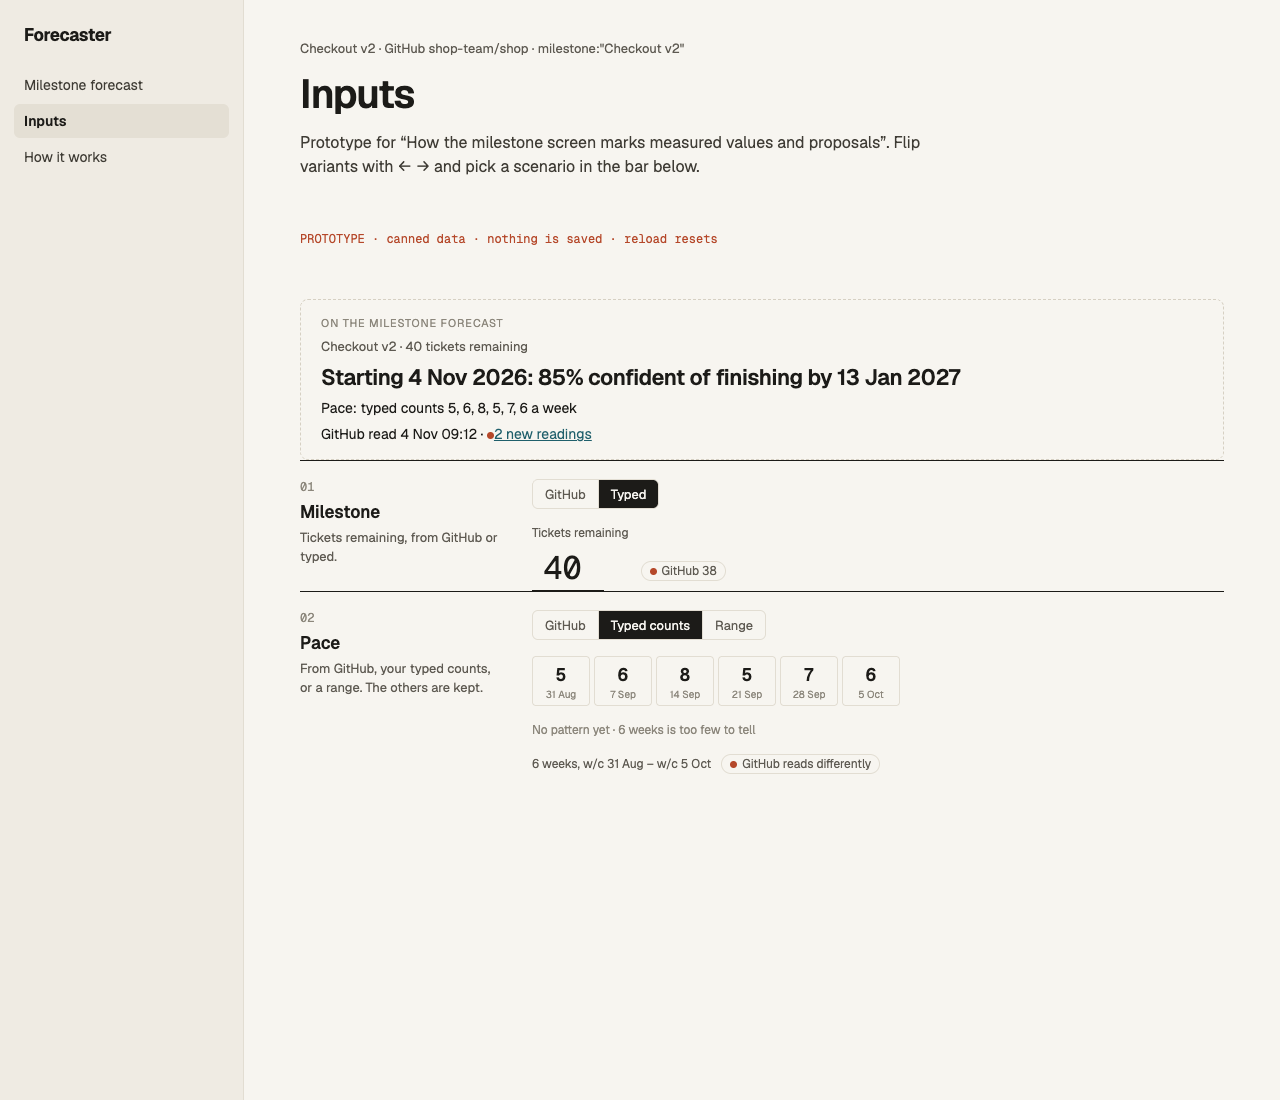 Forecaster
Milestone forecast
Inputs
How it works
Checkout v2 · GitHub shop-team/shop · milestone:"Checkout v2"
Inputs
Prototype for “How the milestone screen marks measured values and proposals”. Flip
variants with ← → and pick a scenario in the bar below.
PROTOTYPE · canned data · nothing is saved · reload resets
ON THE MILESTONE FORECAST
Checkout v2 · 40 tickets remaining
Starting 4 Nov 2026: 85% confident of finishing by 13 Jan 2027
Pace: typed counts 5, 6, 8, 5, 7, 6 a week
GitHub read 4 Nov 09:12 · 2 new readings
01
Milestone
Tickets remaining, from GitHub or
typed.
GitHub Typed
Tickets remaining
40 GitHub 38
02
Pace
From GitHub, your typed counts,
or a range. The others are kept.
GitHub Typed counts Range
5 6 8 5 7 6
31 Aug 7 Sep 14 Sep 21 Sep 28 Sep 5 Oct
No pattern yet · 6 weeks is too few to tell
6 weeks, w/c 31 Aug – w/c 5 Oct GitHub reads differently